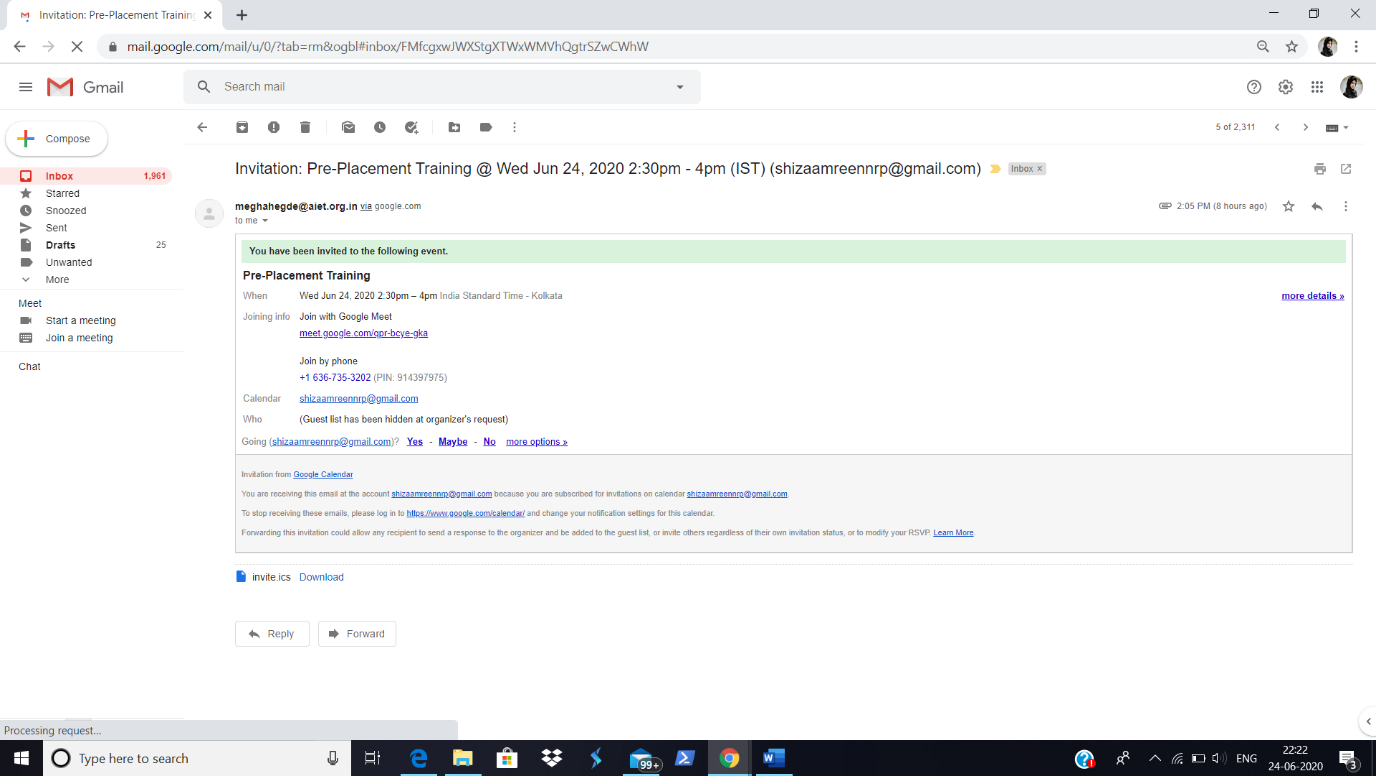 Invitation: Pre-Placement Training
mail.google.com/mail/u/0/?tab=rm&ogbl#inbox/FMfcgxwJWXStgXTWxWMVhQgtrSZwCWhW
Gmail
Search mail
Compose
5 of 2,311
Inbox 1,961
Starred
Snoozed
Sent
Drafts 25
Unwanted
More
Meet
Start a meeting
Join a meeting
Chat
Invitation: Pre-Placement Training @ Wed Jun 24, 2020 2:30pm - 4pm (IST) (shizaamreennrp@gmail.com) Inbox x
meghahegde@aiet.org.in via google.com 2:05 PM (8 hours ago)
to me
You have been invited to the following event.
Pre-Placement Training
When Wed Jun 24, 2020 2:30pm – 4pm India Standard Time - Kolkata more details »
Joining info Join with Google Meet
meet.google.com/qpr-bcye-gka
Join by phone
+1 636-735-3202 (PIN: 914397975)
Calendar shizaamreennrp@gmail.com
Who (Guest list has been hidden at organizer's request)
Going (shizaamreennrp@gmail.com)? Yes - Maybe - No more options »
Invitation from Google Calendar
You are receiving this email at the account shizaamreennrp@gmail.com because you are subscribed for invitations on calendar shizaamreennrp@gmail.com.
To stop receiving these emails, please log in to https://www.google.com/calendar/ and change your notification settings for this calendar.
Forwarding this invitation could allow any recipient to send a response to the organizer and be added to the guest list, or invite others regardless of their own invitation status, or to modify your RSVP. Learn More.
invite.ics Download
Reply Forward
Processing request...
Type here to search
99+
ENG
22:22
24-06-2020
3